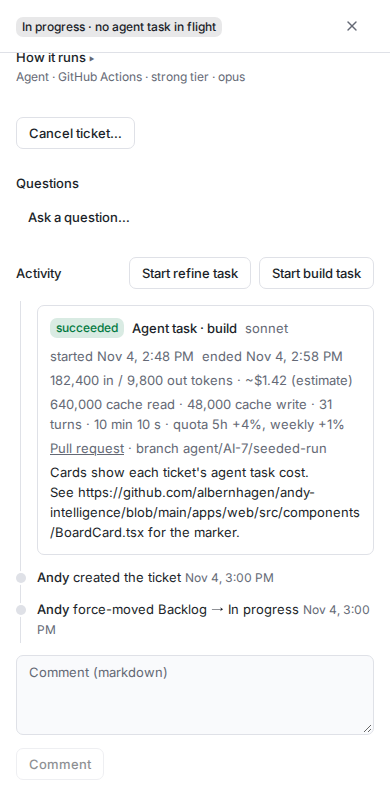 In progress · no agent task in flight
How it runs ▸
Agent · GitHub Actions · strong tier · opus
Cancel ticket...
Questions
Ask a question...
Activity
Start refine task
Start build task
succeeded Agent task · build sonnet
started Nov 4, 2:48 PM ended Nov 4, 2:58 PM
182,400 in / 9,800 out tokens · ~$1.42 (estimate)
640,000 cache read · 48,000 cache write · 31
turns · 10 min 10 s · quota 5h +4%, weekly +1%
Pull request · branch agent/AI-7/seeded-run
Cards show each ticket's agent task cost.
See https://github.com/albernhagen/andy-
intelligence/blob/main/apps/web/src/components
/BoardCard.tsx for the marker.
Andy created the ticket Nov 4, 3:00 PM
Andy force-moved Backlog → In progress Nov 4, 3:00
PM
Comment (markdown)
Comment